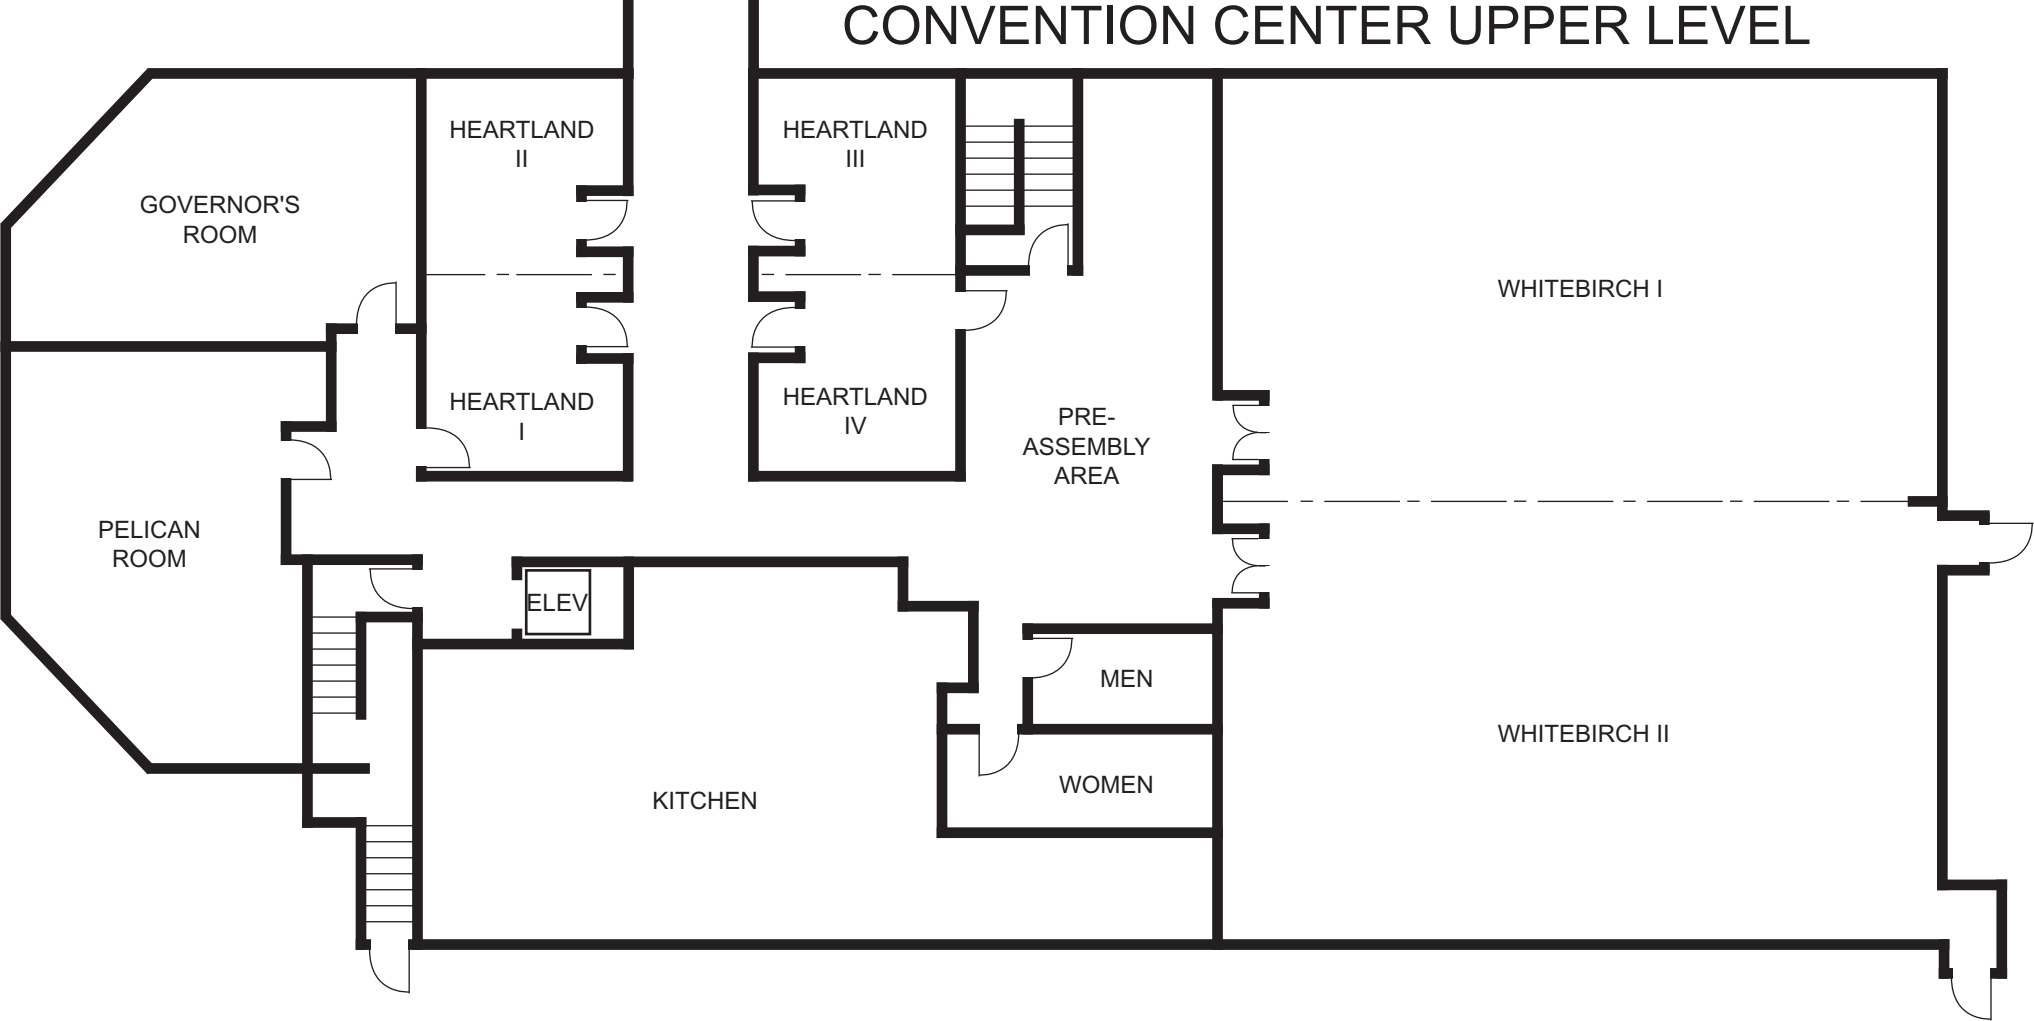 CONVENTION CENTER UPPER LEVEL
HEARTLAND
II
HEARTLAND
III
GOVERNOR'S
ROOM
WHITEBIRCH I
HEARTLAND
I
HEARTLAND
IV
PRE-
ASSEMBLY
AREA
PELICAN
ROOM
ELEV
MEN
WHITEBIRCH II
WOMEN
KITCHEN